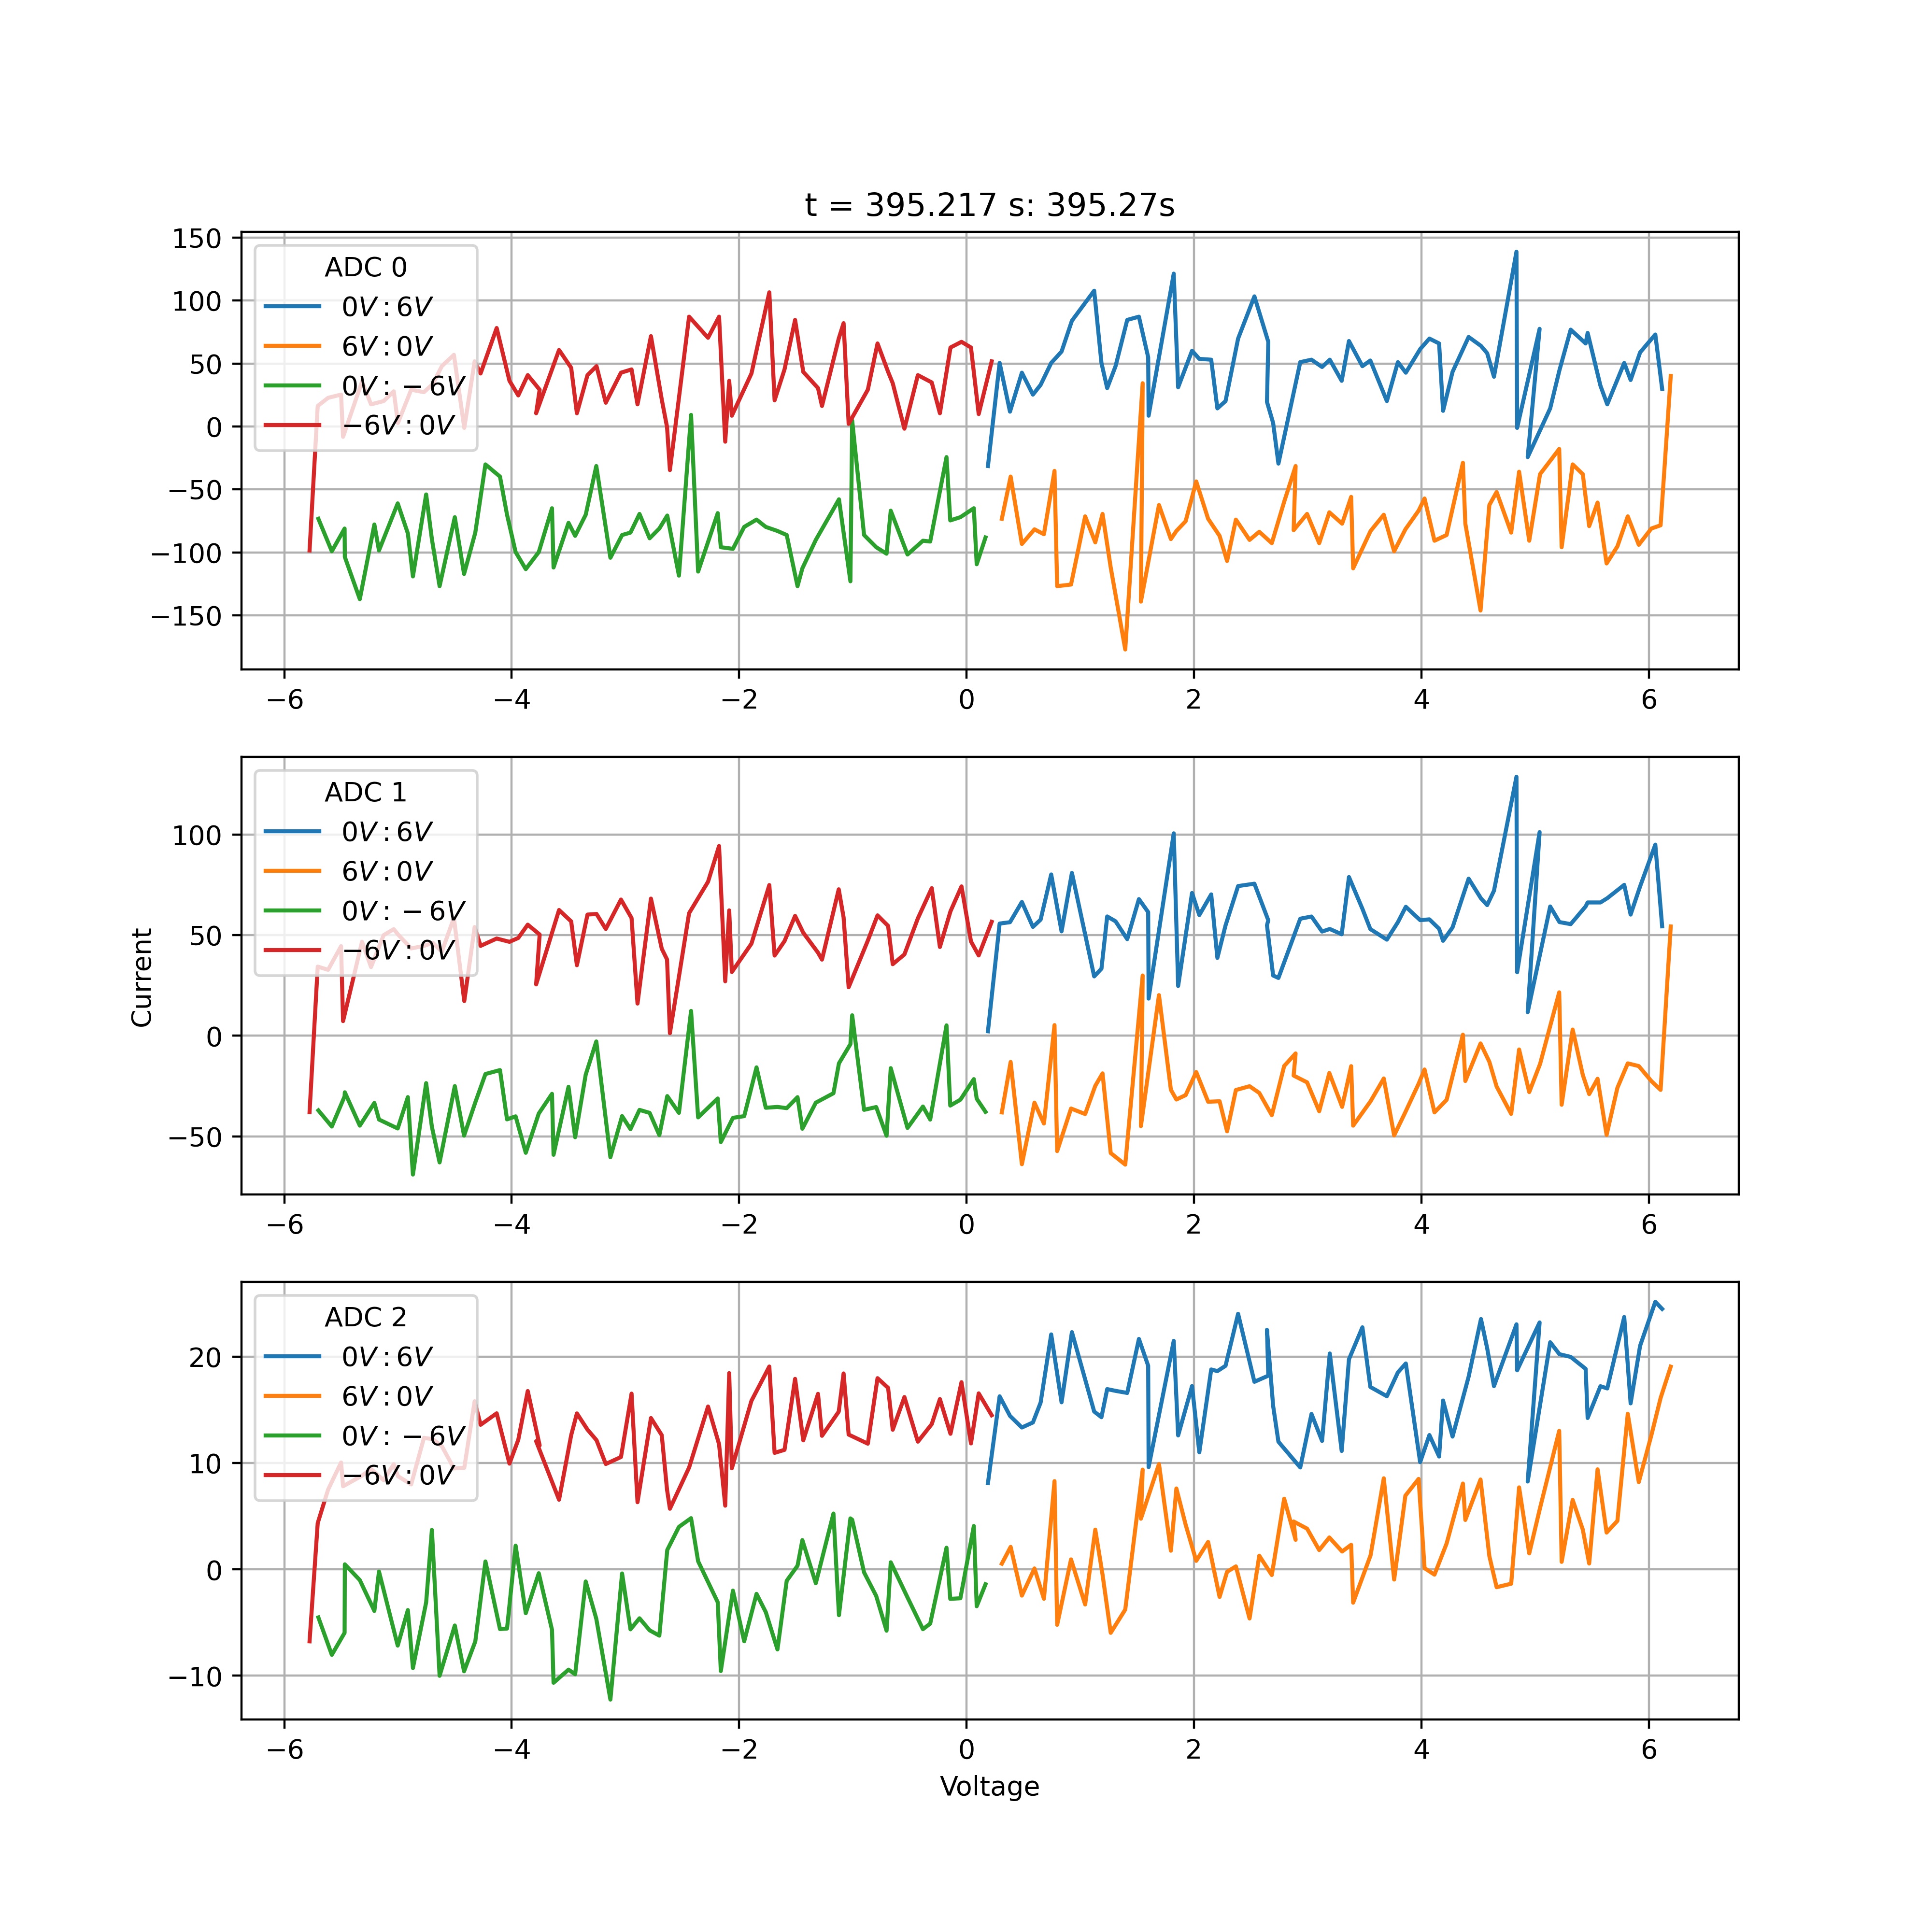 t = 395.217 s: 395.27s
150
100
50
0
−50
−100
−150
ADC 0
0V : 6V
6V : 0V
0V : − 6V
−6V : 0V
−6 −4 −2 0 2 4 6
Current
100
50
0
−50
ADC 1
0V : 6V
6V : 0V
0V : − 6V
−6V : 0V
−6 −4 −2 0 2 4 6
20
10
0
−10
ADC 2
0V : 6V
6V : 0V
0V : − 6V
−6V : 0V
−6 −4 −2 0 2 4 6
Voltage